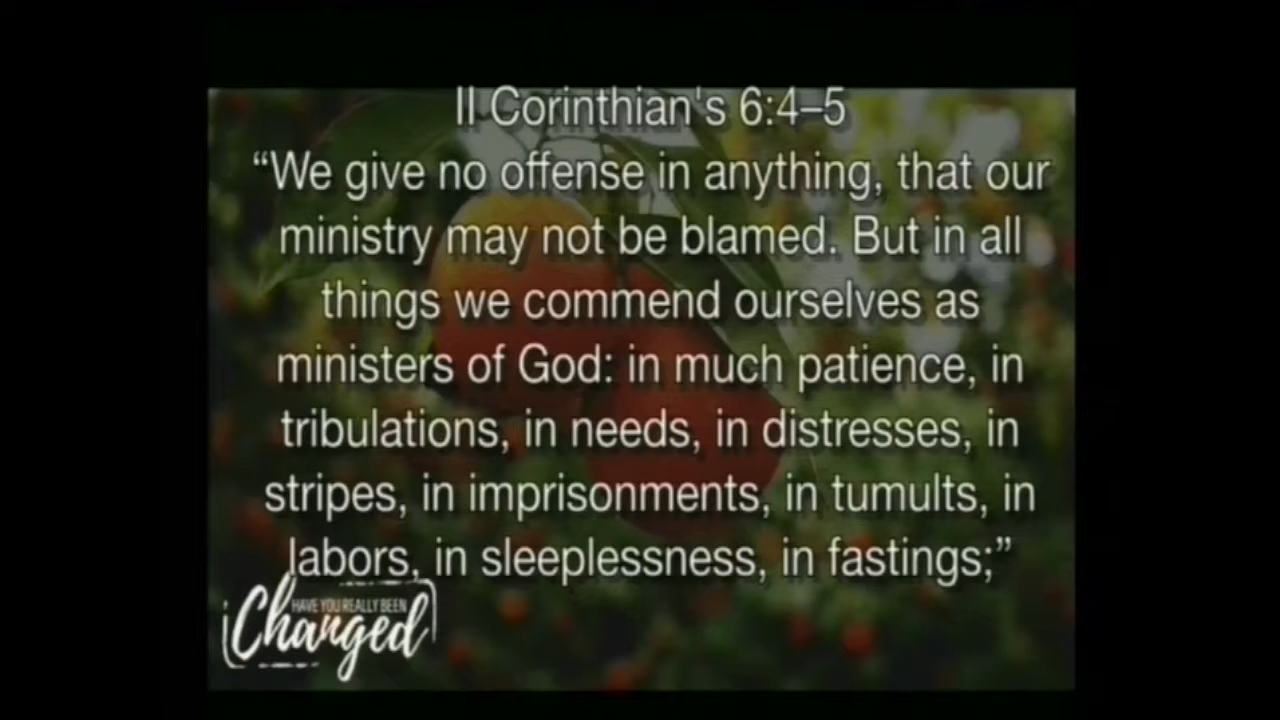 II Corinthian's 6:4–5
“We give no offense in anything, that our
ministry may not be blamed. But in all
things we commend ourselves as
ministers of God: in much patience, in
tribulations, in needs, in distresses, in
stripes, in imprisonments, in tumults, in
labors, in sleeplessness, in fastings;”
HAVE YOU REALLY BEEN
Changed